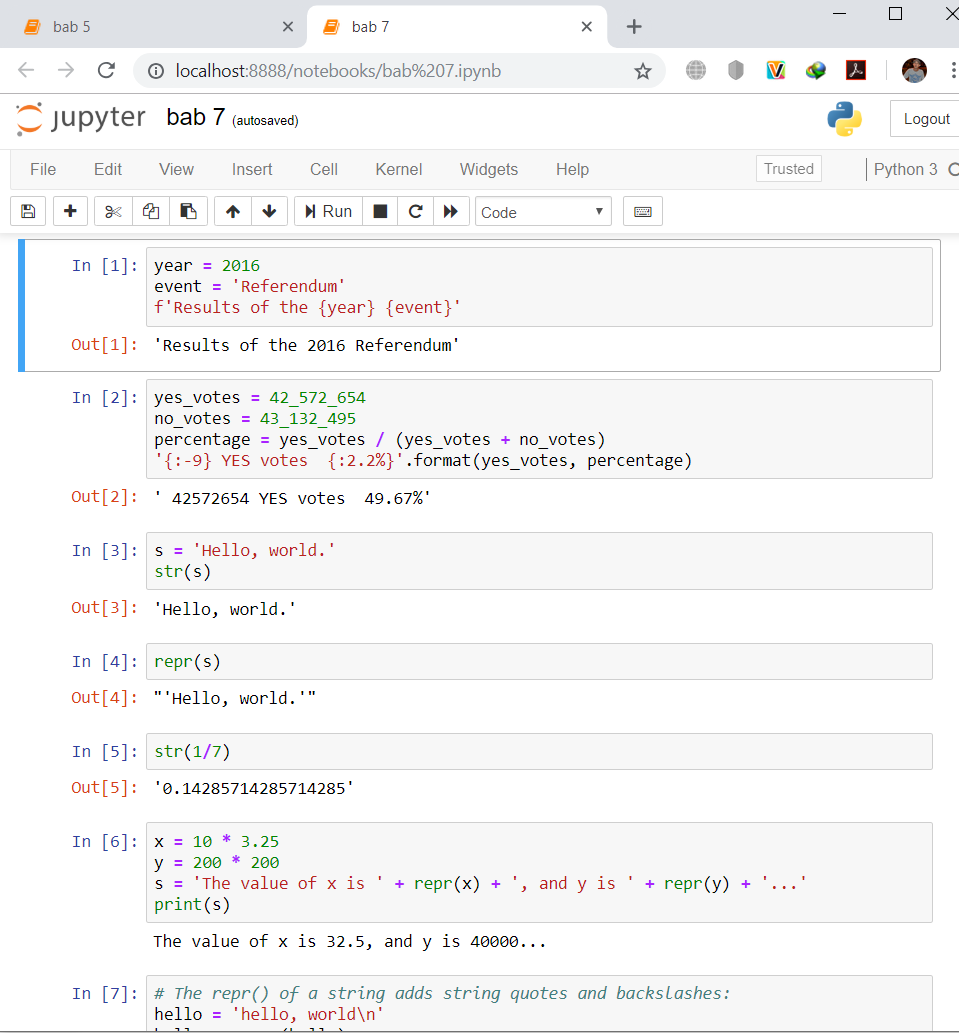 bab 5
bab 7
localhost:8888/notebooks/bab%207.ipynb
jupyter bab 7 (autosaved)
Logout
File Edit View Insert Cell Kernel Widgets Help Trusted Python 3
Run Code
In [1]: year = 2016
event = 'Referendum'
f'Results of the {year} {event}'
Out[1]: 'Results of the 2016 Referendum'
In [2]: yes_votes = 42_572_654
no_votes = 43_132_495
percentage = yes_votes / (yes_votes + no_votes)
'{:-9} YES votes  {:2.2%}'.format(yes_votes, percentage)
Out[2]: ' 42572654 YES votes  49.67%'
In [3]: s = 'Hello, world.'
str(s)
Out[3]: 'Hello, world.'
In [4]: repr(s)
Out[4]: "'Hello, world.'"
In [5]: str(1/7)
Out[5]: '0.14285714285714285'
In [6]: x = 10 * 3.25
y = 200 * 200
s = 'The value of x is ' + repr(x) + ', and y is ' + repr(y) + '...'
print(s)
The value of x is 32.5, and y is 40000...
In [7]: # The repr() of a string adds string quotes and backslashes:
hello = 'hello, world\n'